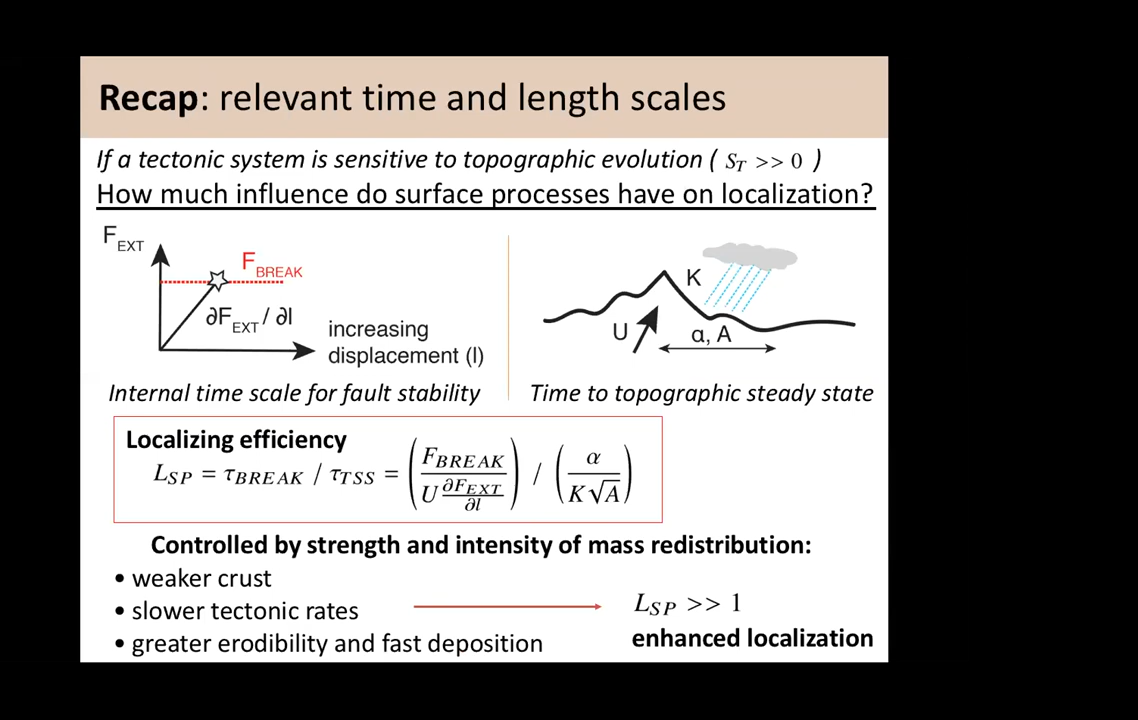 Recap: relevant time and length scales
If a tectonic system is sensitive to topographic evolution ( S_T >> 0 )
How much influence do surface processes have on localization?
F_EXT
F_BREAK
∂F_EXT / ∂l
increasing
displacement (l)
K
U
α, A
Internal time scale for fault stability
Time to topographic steady state
Localizing efficiency
L_SP = τ_BREAK / τ_TSS = ( F_BREAK / ( U ∂F_EXT / ∂l ) ) / ( α / ( K√A ) )
Controlled by strength and intensity of mass redistribution:
• weaker crust
• slower tectonic rates
• greater erodibility and fast deposition
L_SP >> 1
enhanced localization